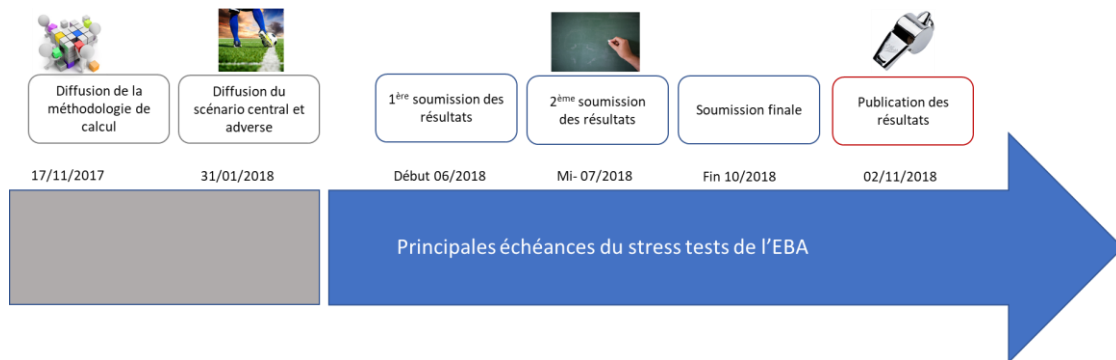 Diffusion de la
méthodologie de
calcul
Diffusion du
scénario central et
adverse
1ère soumission des
résultats
2ème soumission
des résultats
Soumission finale
Publication des
résultats
17/11/2017
31/01/2018
Début 06/2018
Mi- 07/2018
Fin 10/2018
02/11/2018
Principales échéances du stress tests de l’EBA